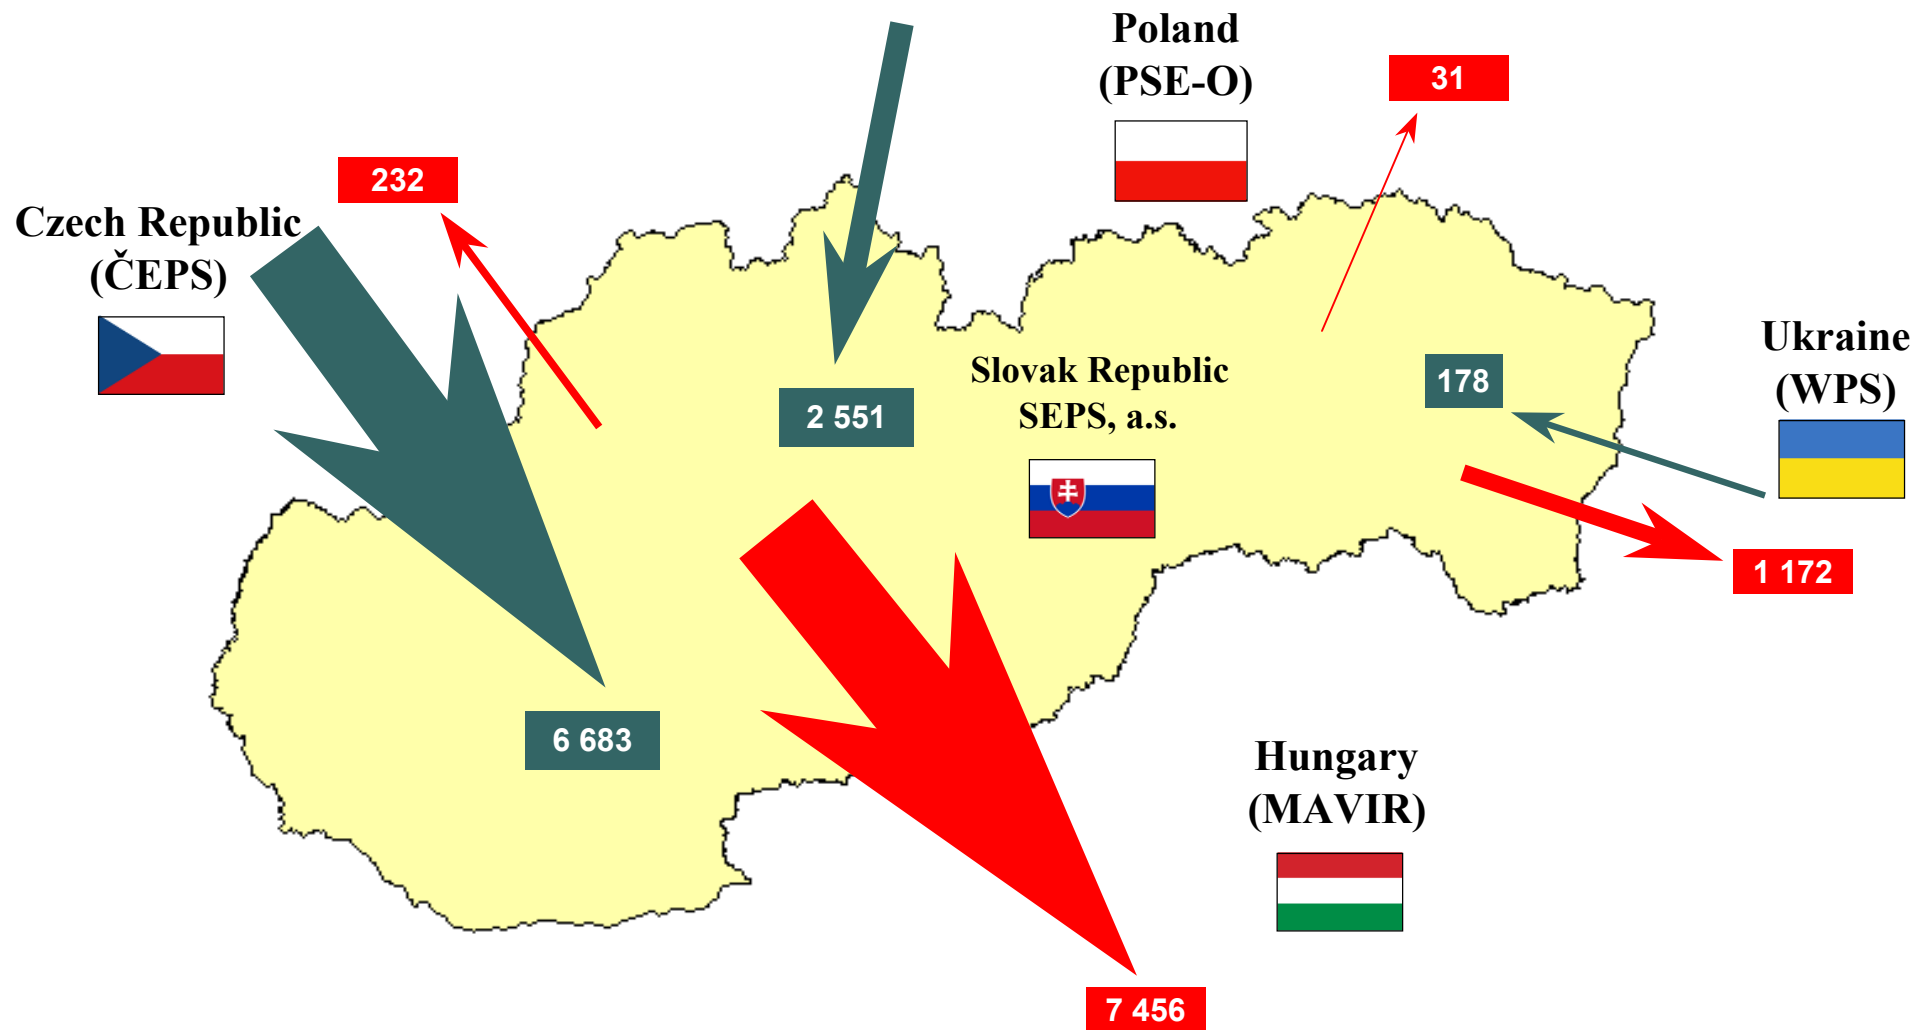 Poland
(PSE-O)
31
232
Czech Republic
(ČEPS)
Ukraine
(WPS)
Slovak Republic
SEPS, a.s.
178
2 551
1 172
6 683
Hungary
(MAVIR)
7 456